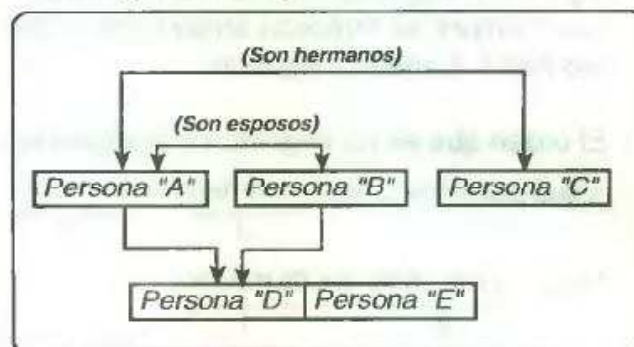 (Son hermanos)
(Son esposos)
Persona "A" Persona "B" Persona "C"
Persona "D" Persona "E"